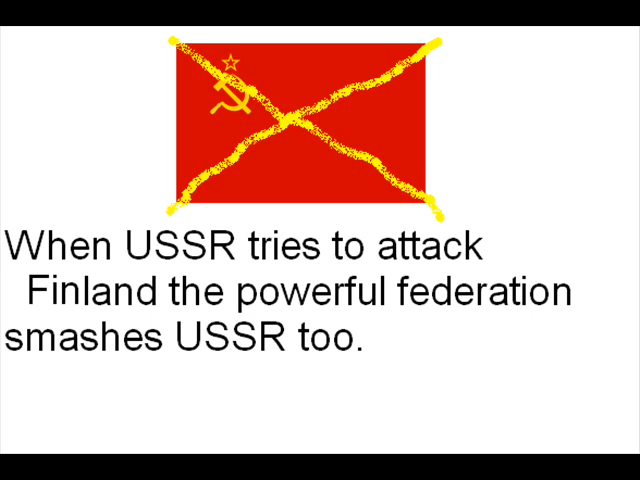 When USSR tries to attack
Finland the powerful federation
smashes USSR too.